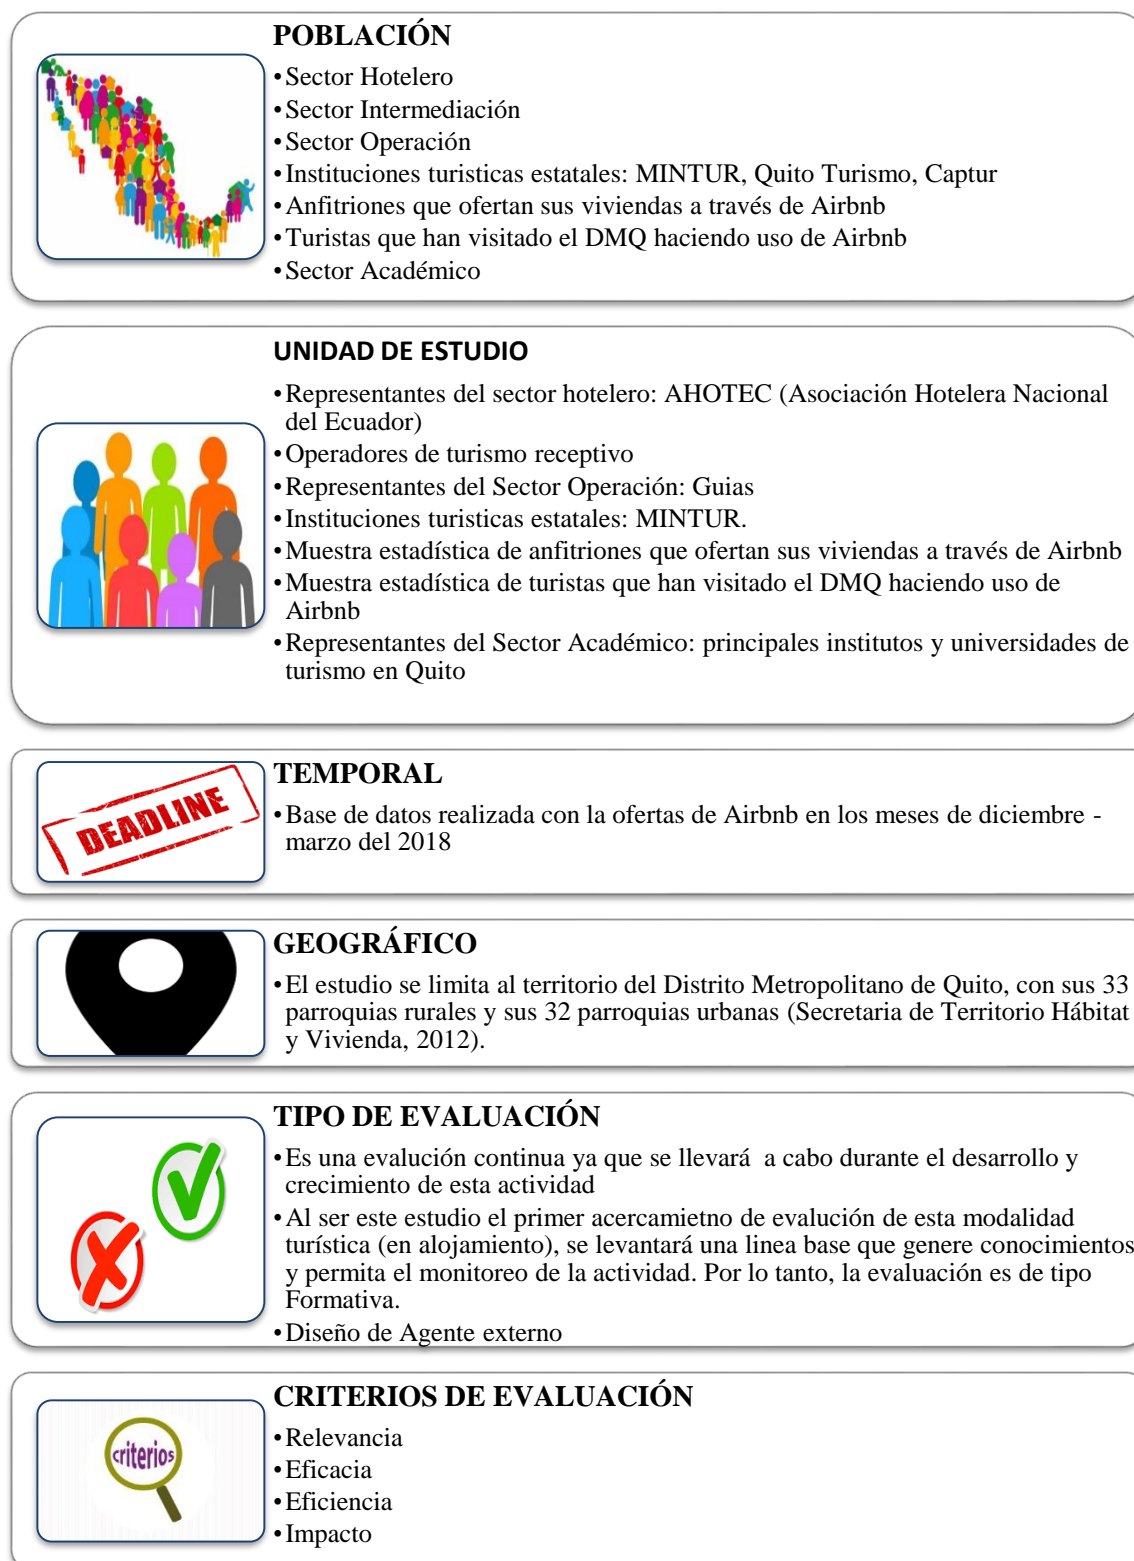 POBLACIÓN
•Sector Hotelero
•Sector Intermediación
•Sector Operación
•Instituciones turisticas estatales: MINTUR, Quito Turismo, Captur
•Anfitriones que ofertan sus viviendas a través de Airbnb
•Turistas que han visitado el DMQ haciendo uso de Airbnb
•Sector Académico
UNIDAD DE ESTUDIO
•Representantes del sector hotelero: AHOTEC (Asociación Hotelera Nacional
del Ecuador)
•Operadores de turismo receptivo
•Representantes del Sector Operación: Guias
•Instituciones turisticas estatales: MINTUR.
•Muestra estadística de anfitriones que ofertan sus viviendas a través de Airbnb
•Muestra estadística de turistas que han visitado el DMQ haciendo uso de
Airbnb
•Representantes del Sector Académico: principales institutos y universidades de
turismo en Quito
DEADLINE
TEMPORAL
•Base de datos realizada con la ofertas de Airbnb en los meses de diciembre -
marzo del 2018
GEOGRÁFICO
•El estudio se limita al territorio del Distrito Metropolitano de Quito, con sus 33
parroquias rurales y sus 32 parroquias urbanas (Secretaria de Territorio Hábitat
y Vivienda, 2012).
TIPO DE EVALUACIÓN
•Es una evalución continua ya que se llevará a cabo durante el desarrollo y
crecimiento de esta actividad
•Al ser este estudio el primer acercamietno de evalución de esta modalidad
turística (en alojamiento), se levantará una linea base que genere conocimientos
y permita el monitoreo de la actividad. Por lo tanto, la evaluación es de tipo
Formativa.
•Diseño de Agente externo
CRITERIOS DE EVALUACIÓN
criterios
•Relevancia
•Eficacia
•Eficiencia
•Impacto